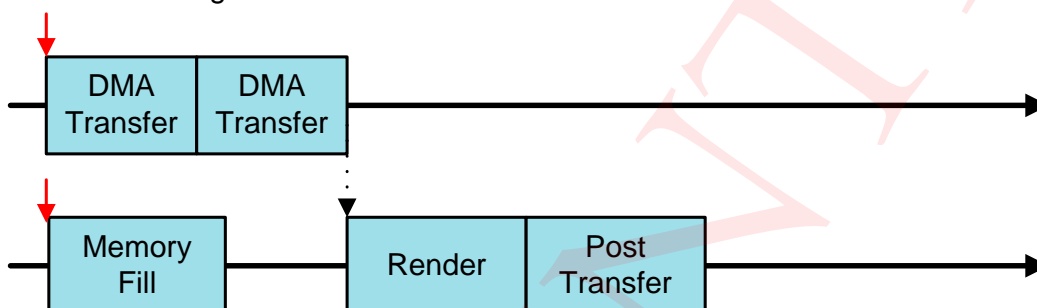 DMA
Transfer
DMA
Transfer
Memory
Fill
Render
Post
Transfer